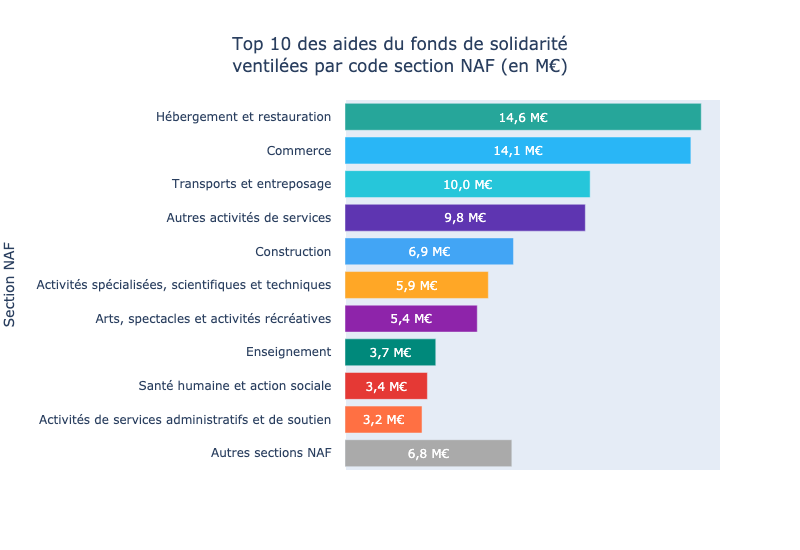 Top 10 des aides du fonds de solidarité
ventilées par code section NAF (en M€)
Section NAF
Hébergement et restauration 14,6 M€
Commerce 14,1 M€
Transports et entreposage 10,0 M€
Autres activités de services 9,8 M€
Construction 6,9 M€
Activités spécialisées, scientifiques et techniques 5,9 M€
Arts, spectacles et activités récréatives 5,4 M€
Enseignement 3,7 M€
Santé humaine et action sociale 3,4 M€
Activités de services administratifs et de soutien 3,2 M€
Autres sections NAF 6,8 M€